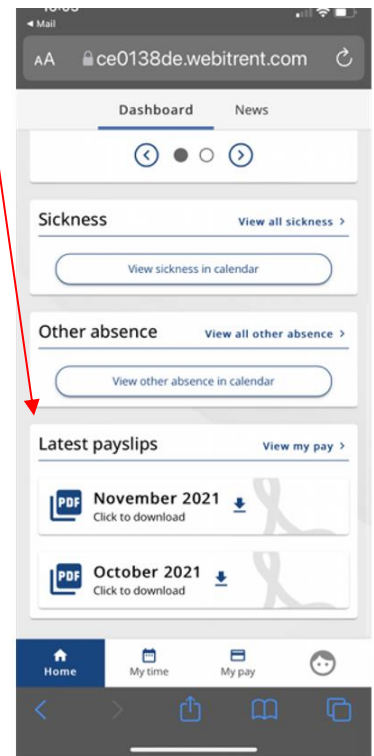 ◄ Mail
AA ce0138de.webitrent.com
Dashboard News
Sickness View all sickness >
View sickness in calendar
Other absence View all other absence >
View other absence in calendar
Latest payslips View my pay >
PDF November 2021
Click to download
PDF October 2021
Click to download
Home My time My pay